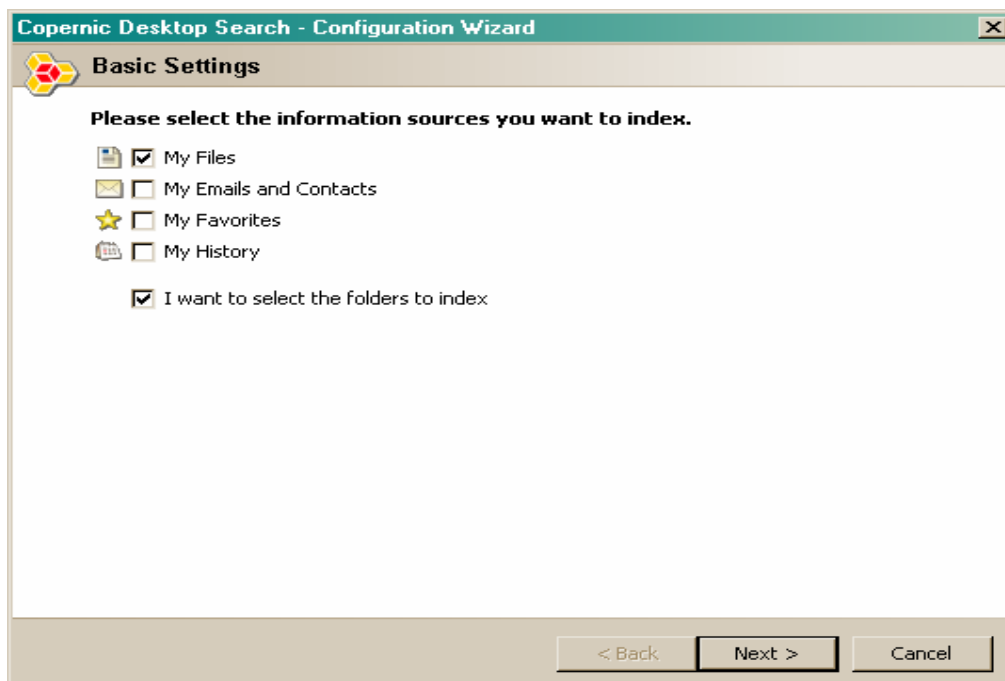 Copernic Desktop Search - Configuration Wizard
Basic Settings
Please select the information sources you want to index.
My Files
My Emails and Contacts
My Favorites
My History
I want to select the folders to index
< Back Next > Cancel